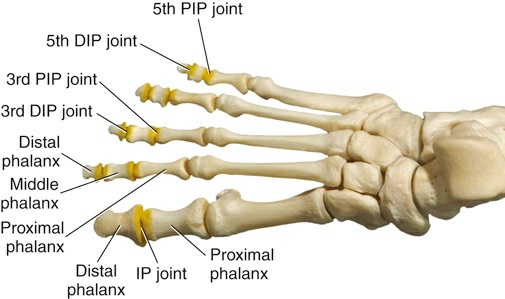 5th PIP joint
5th DIP joint
3rd PIP joint
3rd DIP joint
Distal
phalanx
Middle
phalanx
Proximal
phalanx
Distal
phalanx
IP joint
Proximal
phalanx